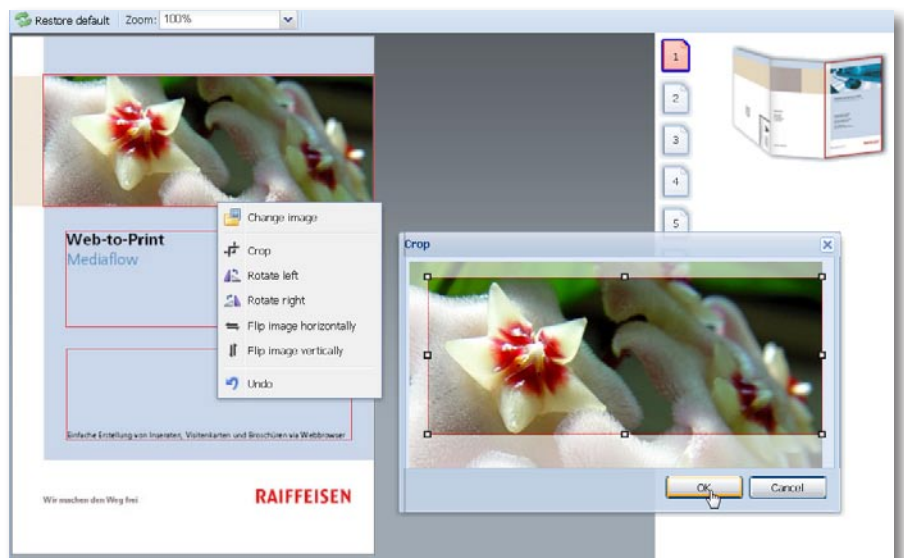 Restore default Zoom: 100%
1
2
3
4
5
Web-to-Print
Mediaflow
Einfache Erstellung von Inseraten, Visitenkarten und Broschüren via Webbrowser
Wir machen den Weg frei
RAIFFEISEN
Change image
Crop
Rotate left
Rotate right
Flip image horizontally
Flip image vertically
Undo
Crop
OK
Cancel